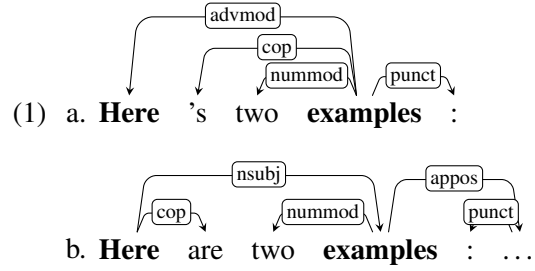 advmod
cop
nummod
punct
(1) a. Here 's two examples :
nsubj
appos
cop
nummod
punct
b. Here are two examples : ...